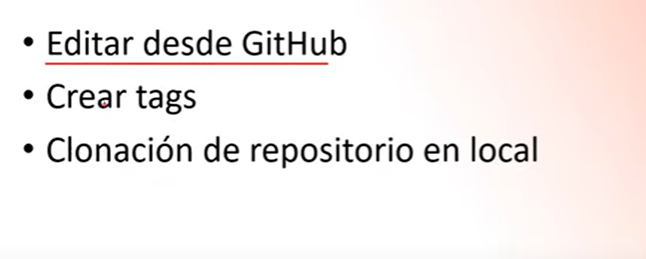 • Editar desde GitHub
• Crear tags
• Clonación de repositorio en local